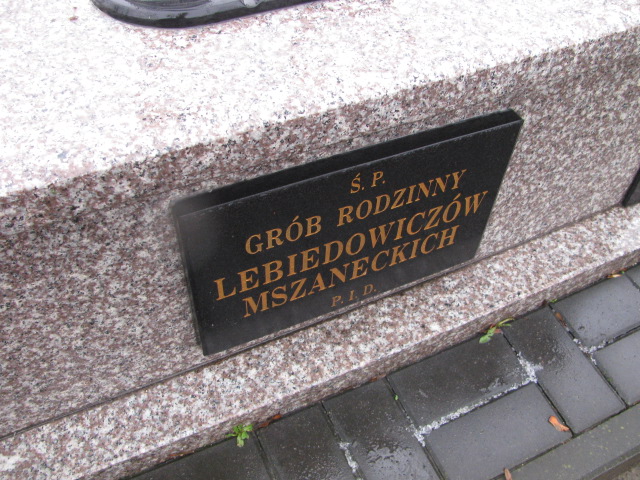 Ś. P.
GRÓB RODZINNY
LEBIEDOWICZÓW
MSZANECKICH
P. I. D.